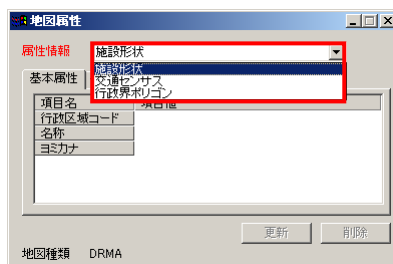 地図属性
属性情報 施設形状
施設形状
交通センサス
行政界ポリゴン
基本属性
項目名 項目値
行政区域コード
名称
ヨミカナ
更新 削除
地図種類 DRMA